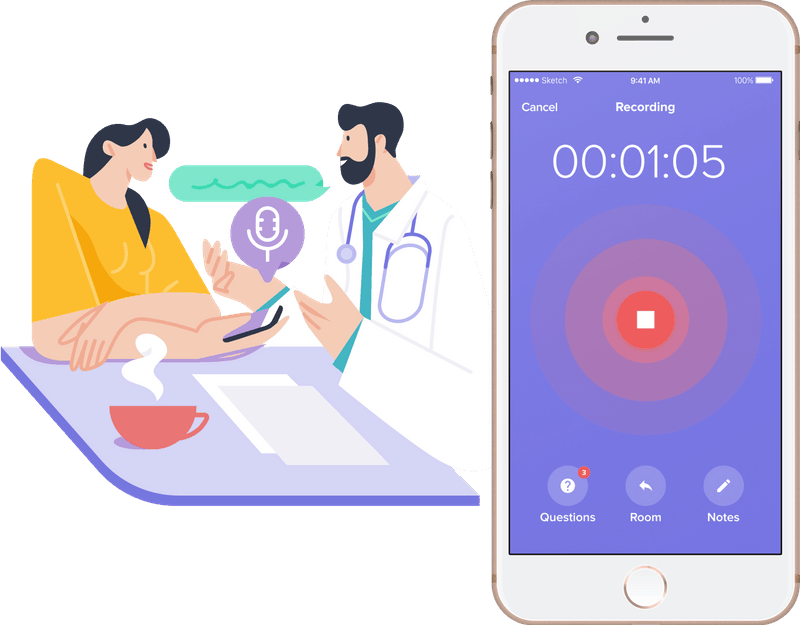 Sketch 9:41 AM 100%
Cancel Recording
00:01:05
3
Questions Room Notes